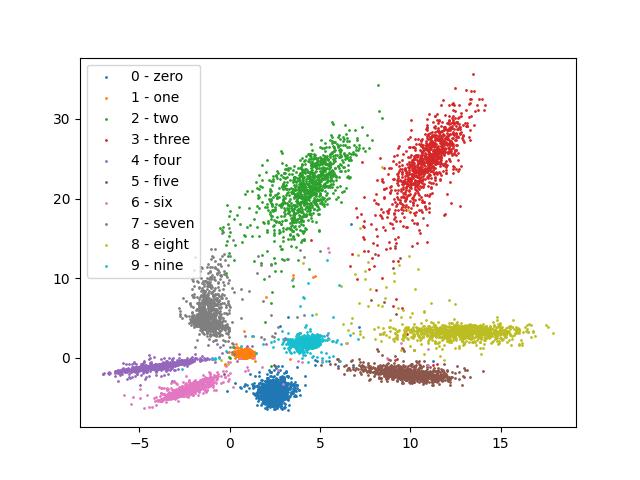 0 - zero
1 - one
2 - two
3 - three
4 - four
5 - five
6 - six
7 - seven
8 - eight
9 - nine
30
20
10
0
−5
0
5
10
15